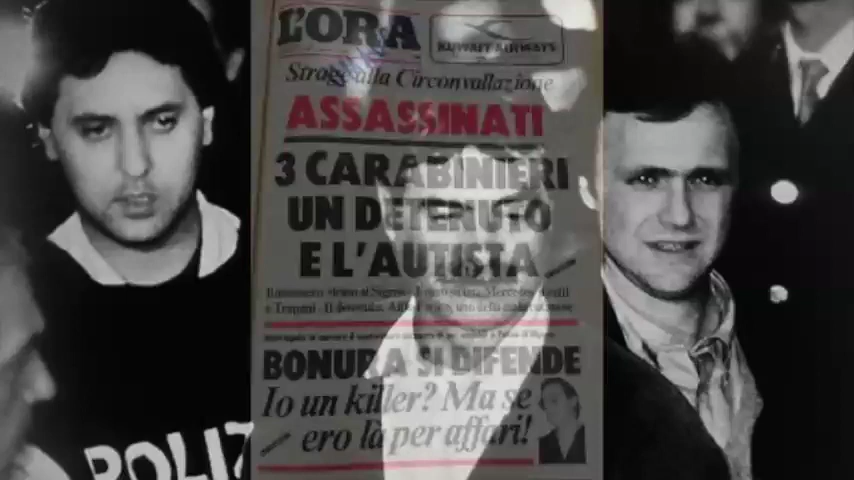 L'ORA
KUWAIT AIRWAYS
Strage alla Circonvallazione
ASSASSINATI
3 CARABINIERI
UN DETENUTO
E L'AUTISTA
BONURA SI DIFENDE
Io un killer? Ma se
ero là per affari!
POLIZ